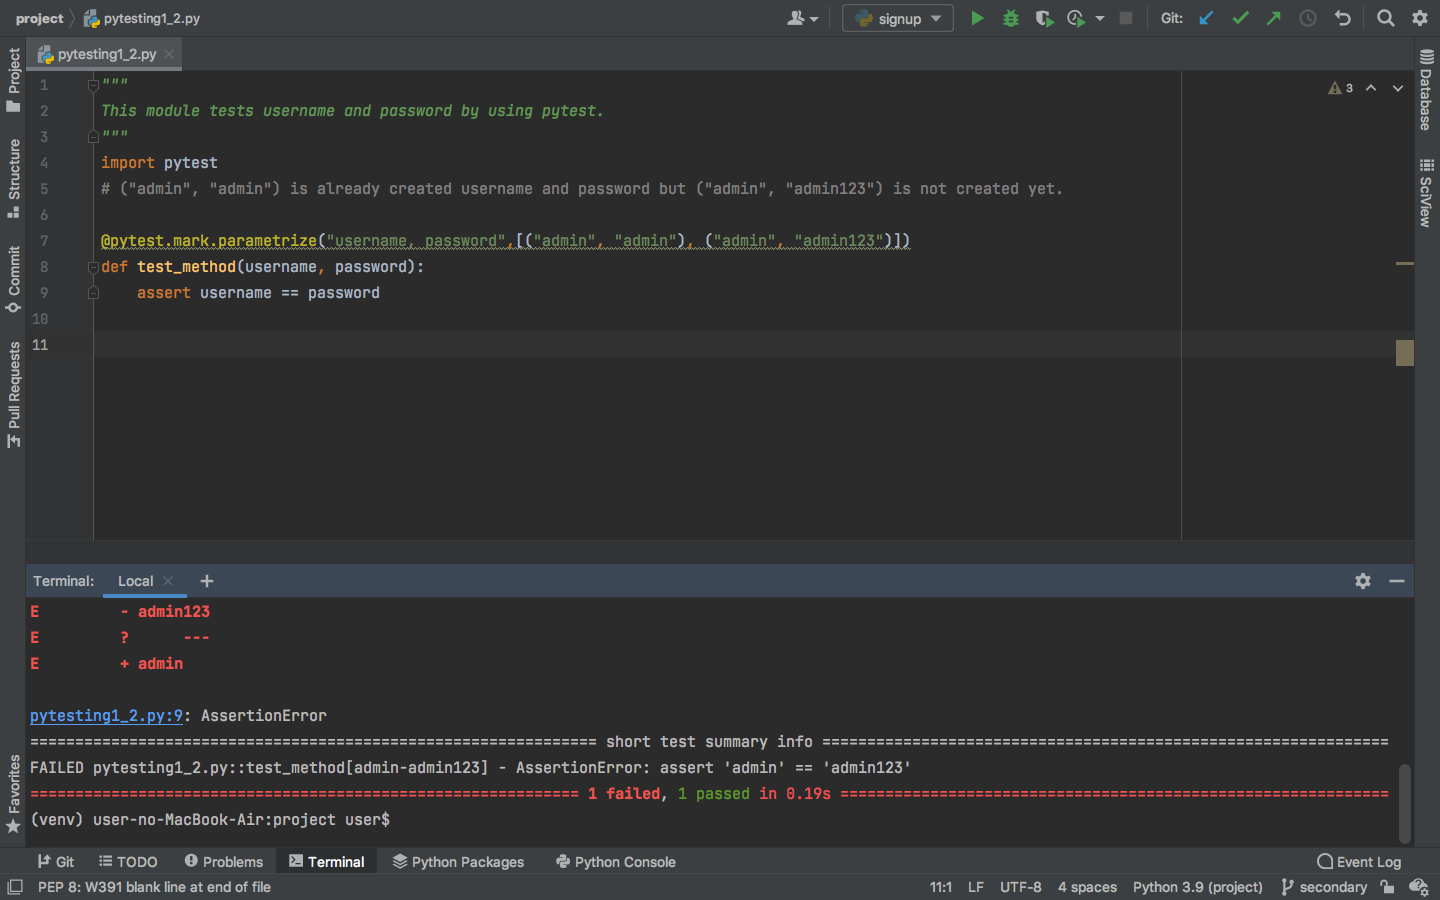 project
pytesting1_2.py
signup
Git:
pytesting1_2.py
Project
Structure
Commit
Pull Requests
Favorites
Database
SciView
3
1 """
2 This module tests username and password by using pytest.
3 """
4 import pytest
5 # ("admin", "admin") is already created username and password but ("admin", "admin123") is not created yet.
6
7 @pytest.mark.parametrize("username, password",[("admin", "admin"), ("admin", "admin123")])
8 def test_method(username, password):
9     assert username == password
10
11
Terminal: Local
E         - admin123
E         ?      ---
E         + admin
pytesting1_2.py:9: AssertionError
=============================================================== short test summary info ===============================================================
FAILED pytesting1_2.py::test_method[admin-admin123] - AssertionError: assert 'admin' == 'admin123'
============================================================= 1 failed, 1 passed in 0.19s =============================================================
(venv) user-no-MacBook-Air:project user$
Git TODO Problems Terminal Python Packages Python Console Event Log
PEP 8: W391 blank line at end of file 11:1 LF UTF-8 4 spaces Python 3.9 (project) secondary